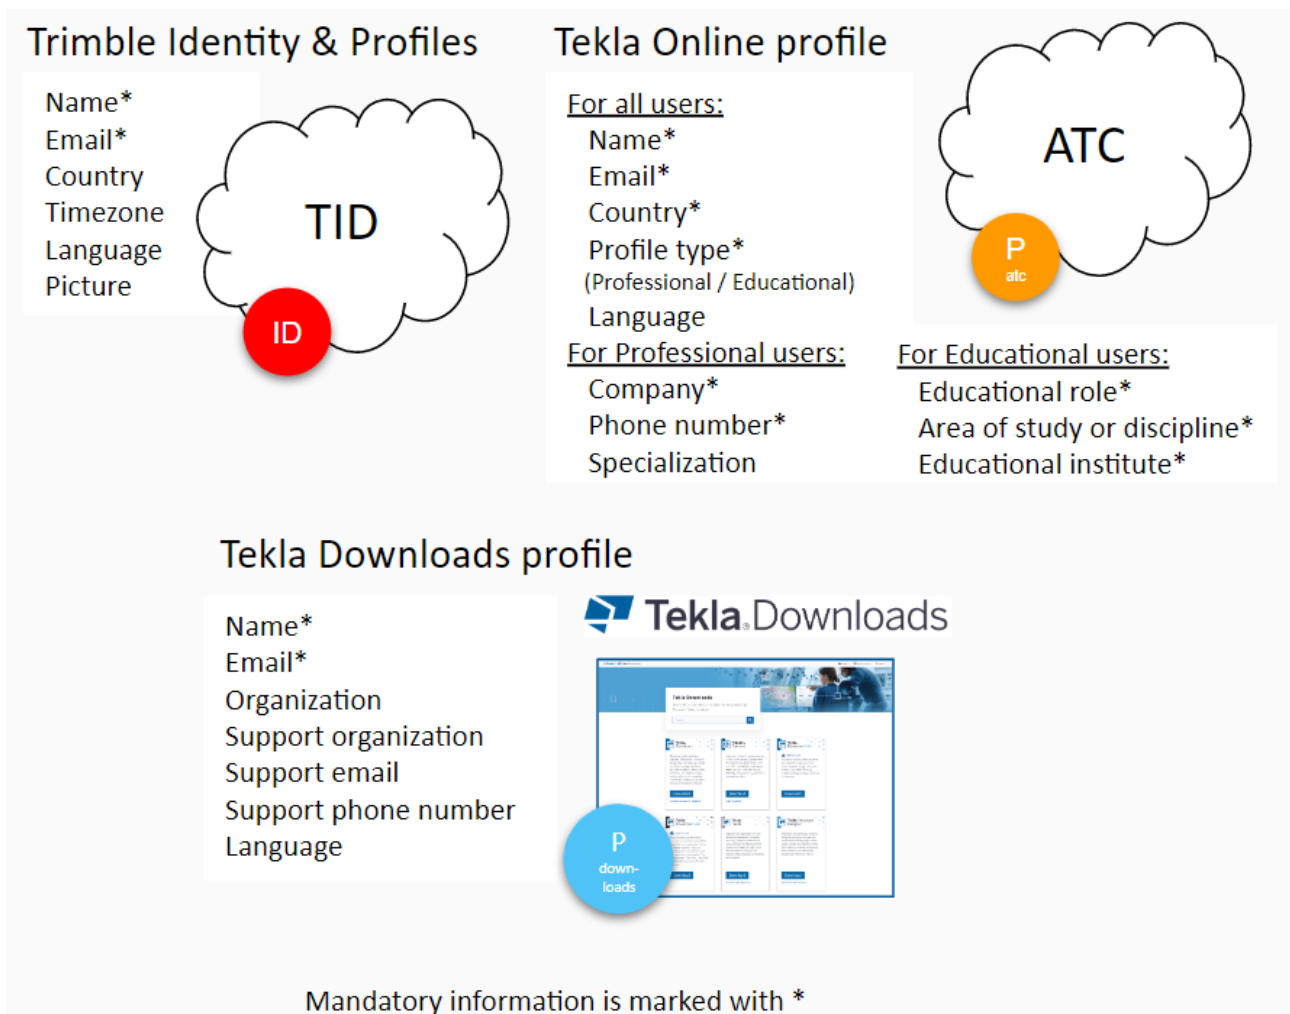 Trimble Identity & Profiles
Name*
Email*
Country
Timezone
Language
Picture
TID
ID
Tekla Online profile
For all users:
Name*
Email*
Country*
Profile type*
(Professional / Educational)
Language
For Professional users:
Company*
Phone number*
Specialization
ATC
P
atc
For Educational users:
Educational role*
Area of study or discipline*
Educational institute*
Tekla Downloads profile
Name*
Email*
Organization
Support organization
Support email
Support phone number
Language
Tekla® Downloads
Tekla Downloads
P
down-
loads
Mandatory information is marked with *